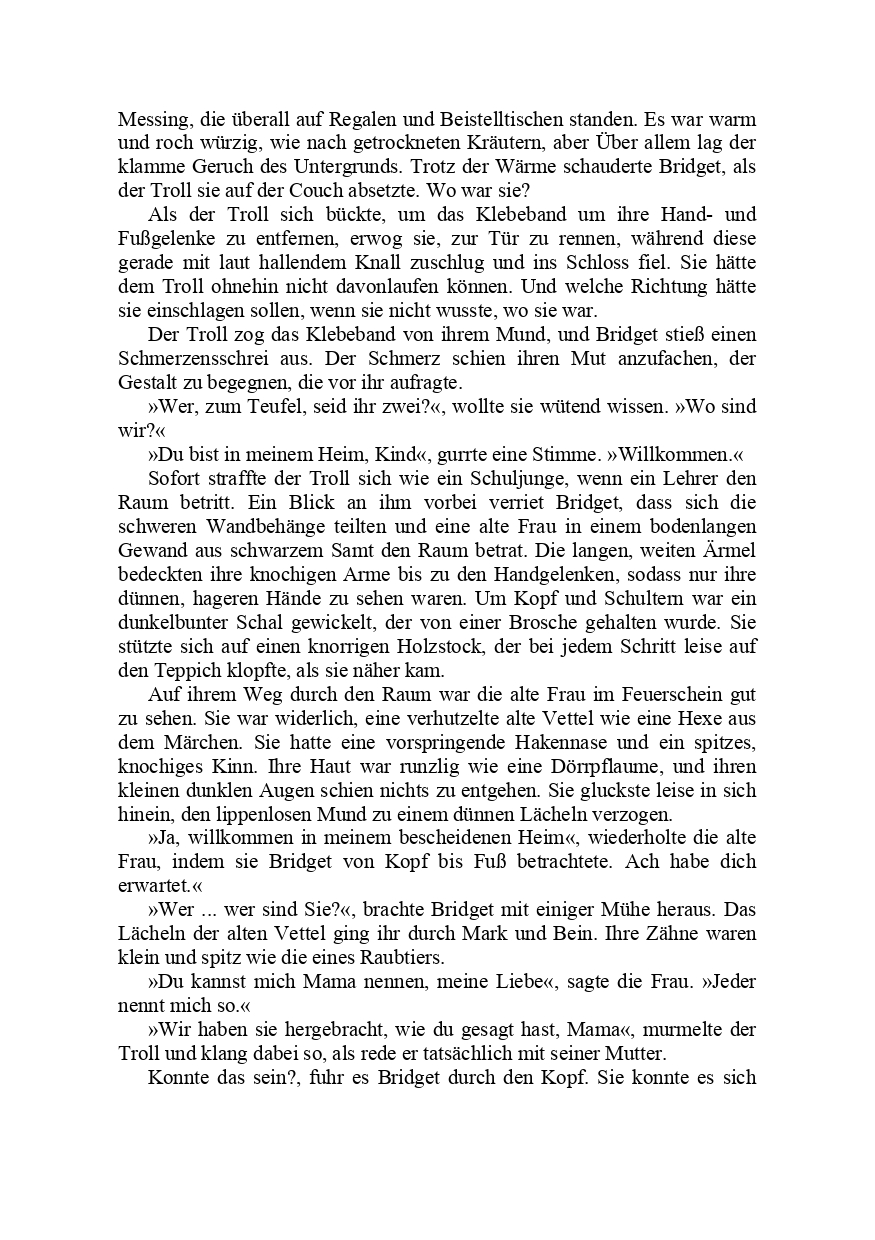 Messing, die überall auf Regalen und Beistelltischen standen. Es war warm
und roch würzig, wie nach getrockneten Kräutern, aber Über allem lag der
klamme Geruch des Untergrunds. Trotz der Wärme schauderte Bridget, als
der Troll sie auf der Couch absetzte. Wo war sie?
Als der Troll sich bückte, um das Klebeband um ihre Hand- und
Fußgelenke zu entfernen, erwog sie, zur Tür zu rennen, während diese
gerade mit laut hallendem Knall zuschlug und ins Schloss fiel. Sie hätte
dem Troll ohnehin nicht davonlaufen können. Und welche Richtung hätte
sie einschlagen sollen, wenn sie nicht wusste, wo sie war.
Der Troll zog das Klebeband von ihrem Mund, und Bridget stieß einen
Schmerzensschrei aus. Der Schmerz schien ihren Mut anzufachen, der
Gestalt zu begegnen, die vor ihr aufragte.
»Wer, zum Teufel, seid ihr zwei?«, wollte sie wütend wissen. »Wo sind
wir?«
»Du bist in meinem Heim, Kind«, gurrte eine Stimme. »Willkommen.«
Sofort straffte der Troll sich wie ein Schuljunge, wenn ein Lehrer den
Raum betritt. Ein Blick an ihm vorbei verriet Bridget, dass sich die
schweren Wandbehänge teilten und eine alte Frau in einem bodenlangen
Gewand aus schwarzem Samt den Raum betrat. Die langen, weiten Ärmel
bedeckten ihre knochigen Arme bis zu den Handgelenken, sodass nur ihre
dünnen, hageren Hände zu sehen waren. Um Kopf und Schultern war ein
dunkelbunter Schal gewickelt, der von einer Brosche gehalten wurde. Sie
stützte sich auf einen knorrigen Holzstock, der bei jedem Schritt leise auf
den Teppich klopfte, als sie näher kam.
Auf ihrem Weg durch den Raum war die alte Frau im Feuerschein gut
zu sehen. Sie war widerlich, eine verhutzelte alte Vettel wie eine Hexe aus
dem Märchen. Sie hatte eine vorspringende Hakennase und ein spitzes,
knochiges Kinn. Ihre Haut war runzlig wie eine Dörrpflaume, und ihren
kleinen dunklen Augen schien nichts zu entgehen. Sie gluckste leise in sich
hinein, den lippenlosen Mund zu einem dünnen Lächeln verzogen.
»Ja, willkommen in meinem bescheidenen Heim«, wiederholte die alte
Frau, indem sie Bridget von Kopf bis Fuß betrachtete. Ach habe dich
erwartet.«
»Wer ... wer sind Sie?«, brachte Bridget mit einiger Mühe heraus. Das
Lächeln der alten Vettel ging ihr durch Mark und Bein. Ihre Zähne waren
klein und spitz wie die eines Raubtiers.
»Du kannst mich Mama nennen, meine Liebe«, sagte die Frau. »Jeder
nennt mich so.«
»Wir haben sie hergebracht, wie du gesagt hast, Mama«, murmelte der
Troll und klang dabei so, als rede er tatsächlich mit seiner Mutter.
Konnte das sein?, fuhr es Bridget durch den Kopf. Sie konnte es sich